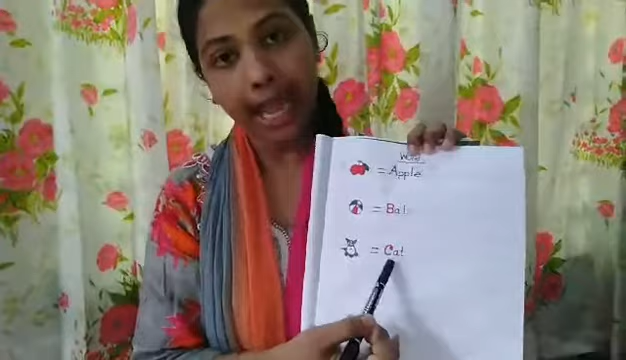 Word
= Apple
= Ball
= Cat